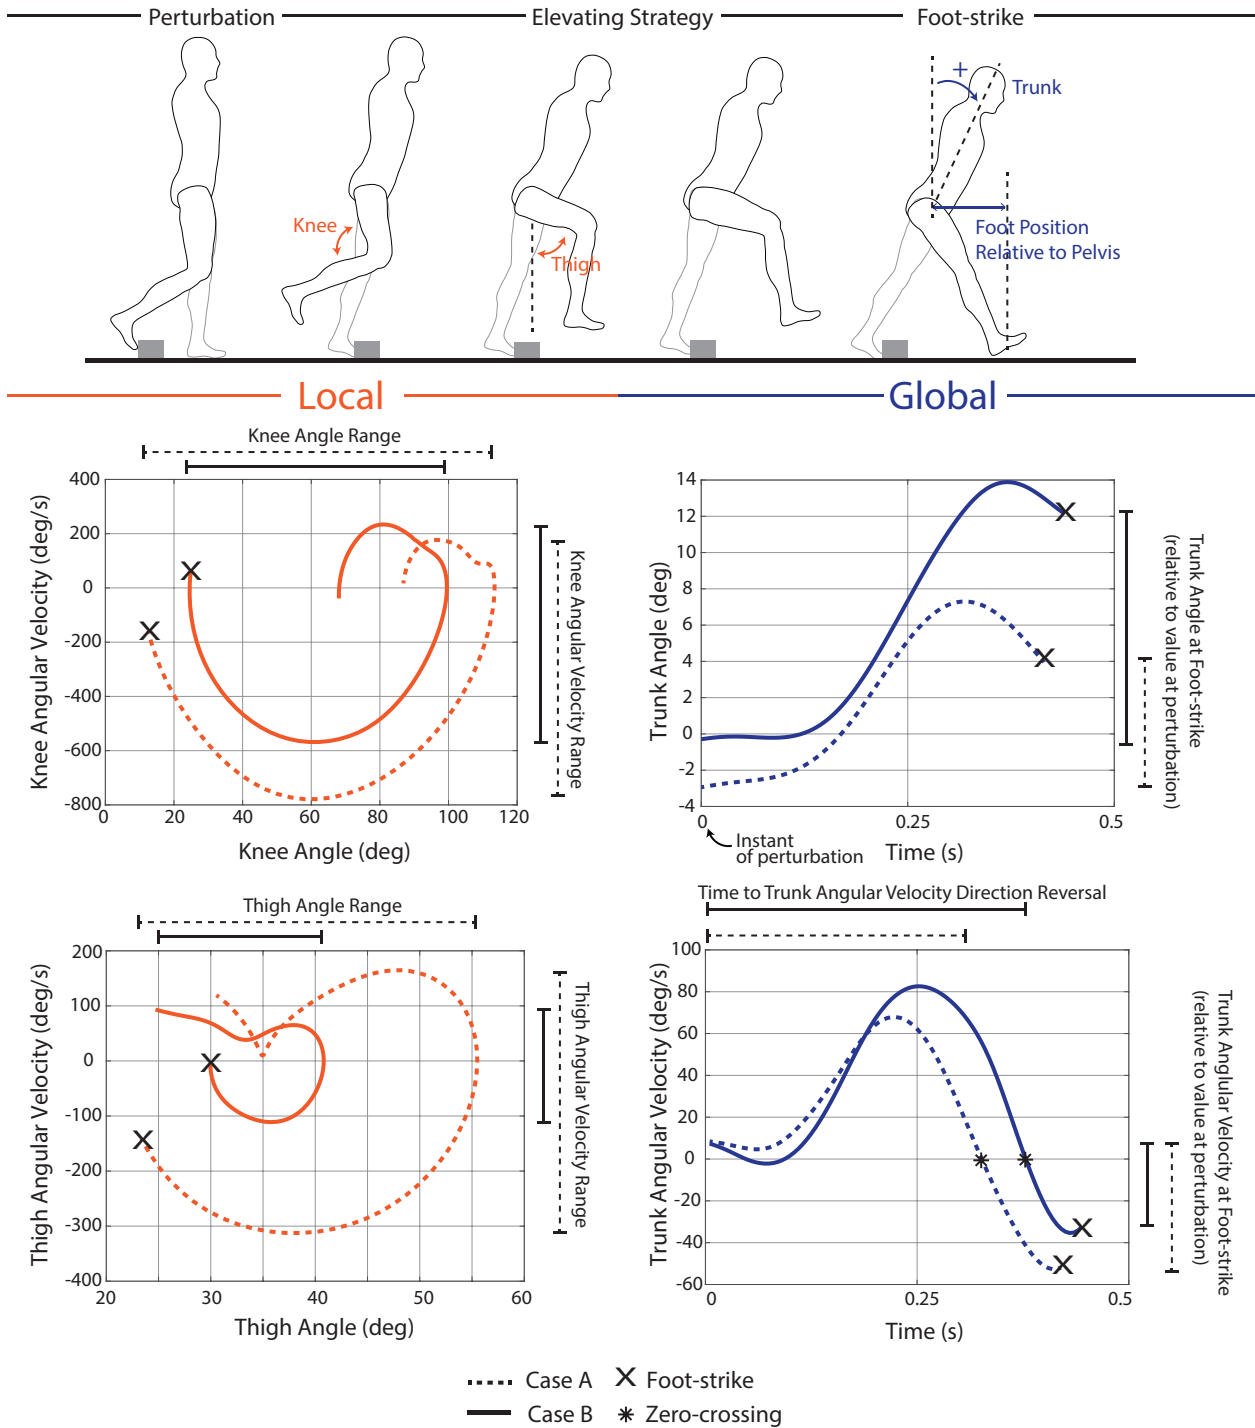 Perturbation
Elevating Strategy
Foot-strike
+
Trunk
Knee
Thigh
Foot Position
Relative to Pelvis
Local
Global
Knee Angle Range
400
200
0
-200
-400
-600
-800
0
20
40
60
80
100
120
Knee Angular Velocity (deg/s)
Knee Angle (deg)
Knee Angular Velocity Range
14
12
10
8
6
4
2
0
-2
-4
0
0.25
0.5
Trunk Angle (deg)
Instant
of perturbation
Time (s)
Trunk Angle at Foot-strike
(relative to value at perturbation)
Thigh Angle Range
200
100
0
-100
-200
-300
-400
20
30
40
50
60
Thigh Angular Velocity (deg/s)
Thigh Angle (deg)
Thigh Angular Velocity Range
Time to Trunk Angular Velocity Direction Reversal
100
80
60
40
20
0
-20
-40
-60
0
0.25
0.5
Trunk Angular Velocity (deg/s)
Time (s)
Trunk Anglular Velocity at Foot-strike
(relative to value at perturbation)
Case A
Foot-strike
Case B
Zero-crossing